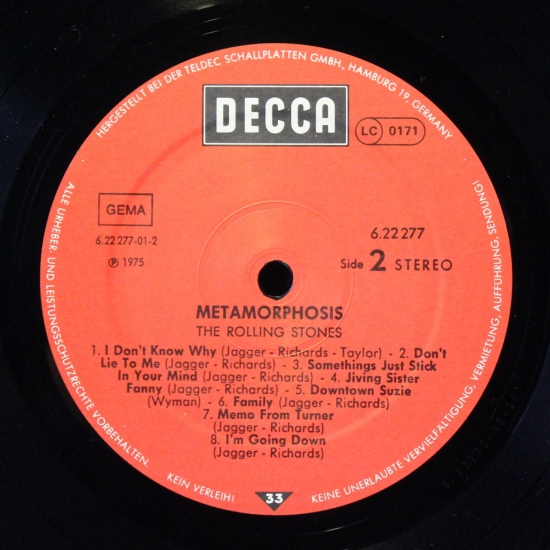 HERGESTELLT BEI DER TELDEC SCHALLPLATTEN GMBH, HAMBURG 19, GERMANY
DECCA
LC 0171
GEMA
6.22277-01-2
℗ 1975
6.22277
Side 2 STEREO
METAMORPHOSIS
THE ROLLING STONES
1. I Don't Know Why (Jagger - Richards - Taylor) - 2. Don't
Lie To Me (Jagger - Richards) - 3. Somethings Just Stick
In Your Mind (Jagger - Richards) - 4. Jiving Sister
Fanny (Jagger - Richards) - 5. Downtown Suzie
(Wyman) - 6. Family (Jagger - Richards)
7. Memo From Turner
(Jagger - Richards)
8. I'm Going Down
(Jagger - Richards)
ALLE URHEBER- UND LEISTUNGSSCHUTZRECHTE VORBEHALTEN.
KEIN VERLEIH!
33
KEINE UNERLAUBTE VERVIELFÄLTIGUNG, VERMIETUNG, AUFFÜHRUNG, SENDUNG!